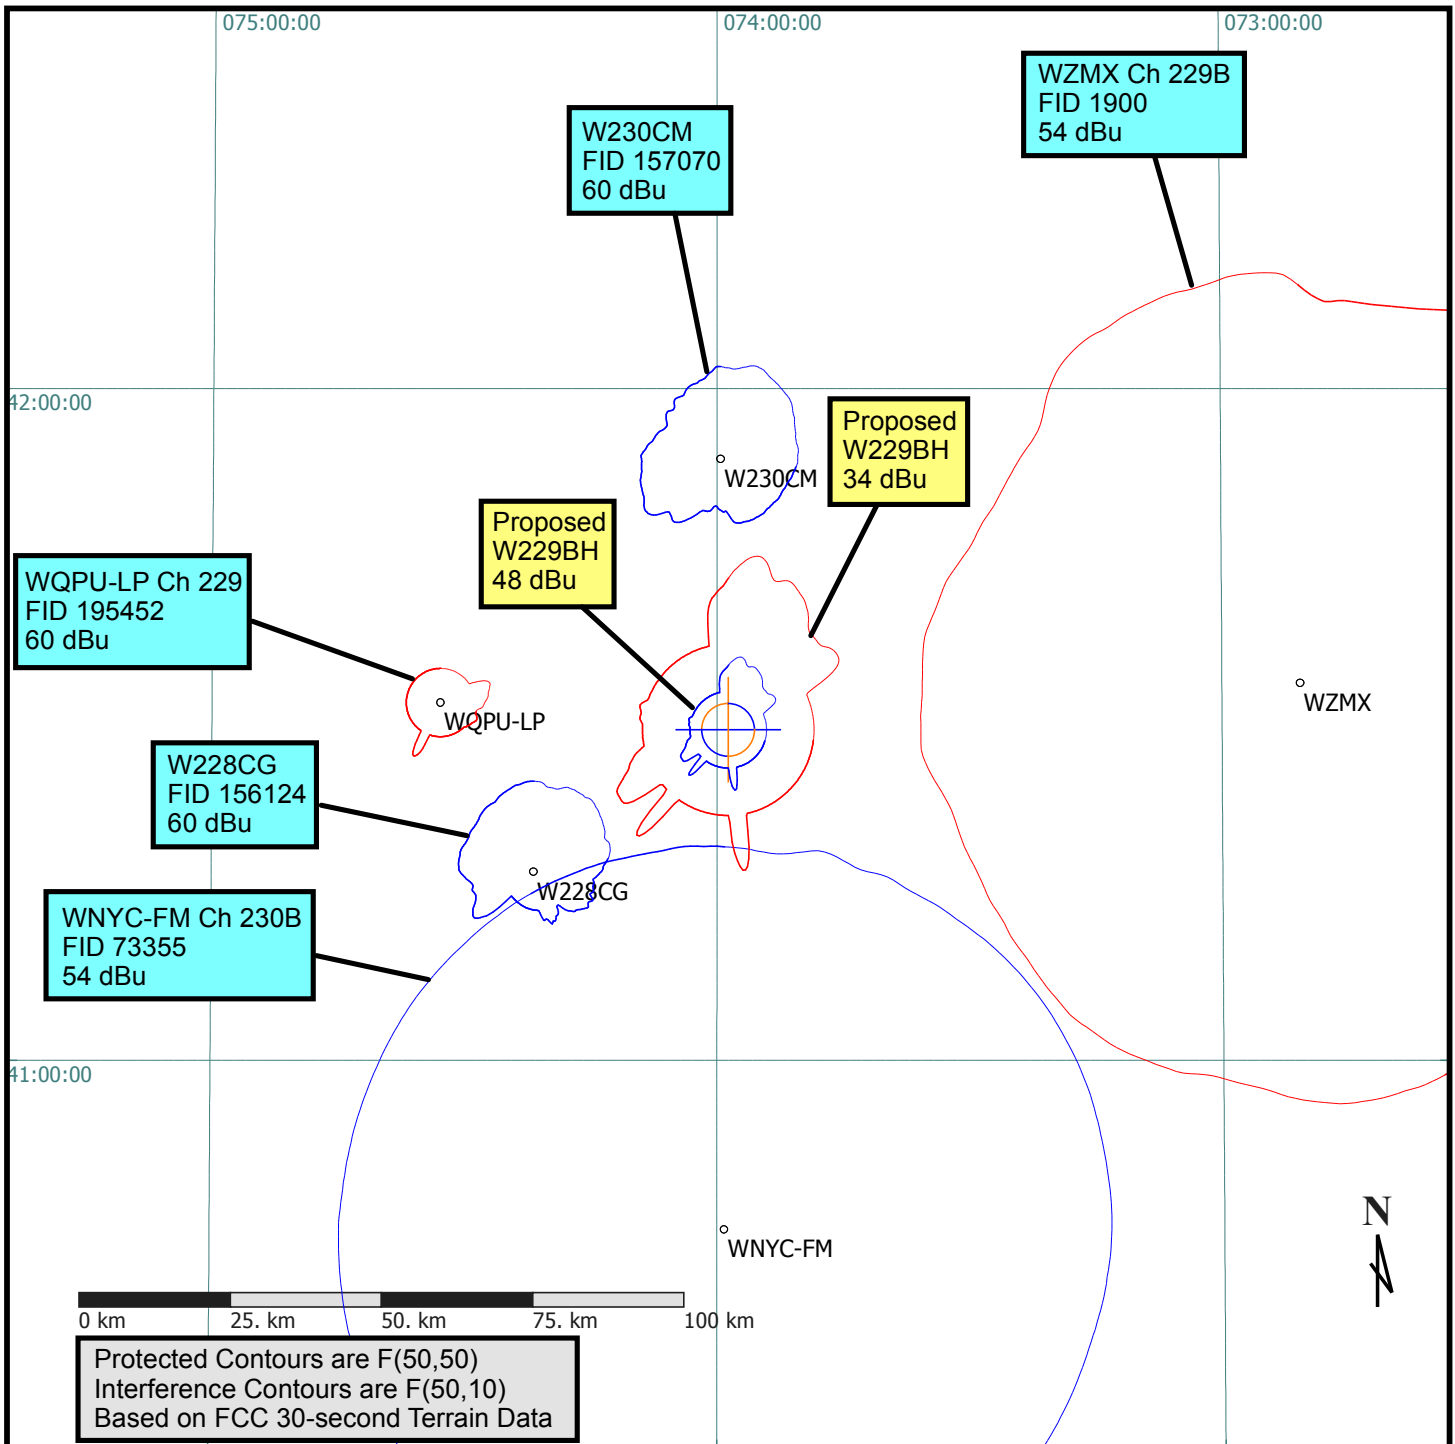 075:00:00
074:00:00
073:00:00
WZMX Ch 229B
FID 1900
54 dBu
W230CM
FID 157070
60 dBu
42:00:00
Proposed
W229BH
34 dBu
W230CM
Proposed
W229BH
48 dBu
WQPU-LP Ch 229
FID 195452
60 dBu
WZMX
WQPU-LP
W228CG
FID 156124
60 dBu
W228CG
WNYC-FM Ch 230B
FID 73355
54 dBu
41:00:00
N
WNYC-FM
0 km
25. km
50. km
75. km
100 km
Protected Contours are F(50,50)
Interference Contours are F(50,10)
Based on FCC 30-second Terrain Data